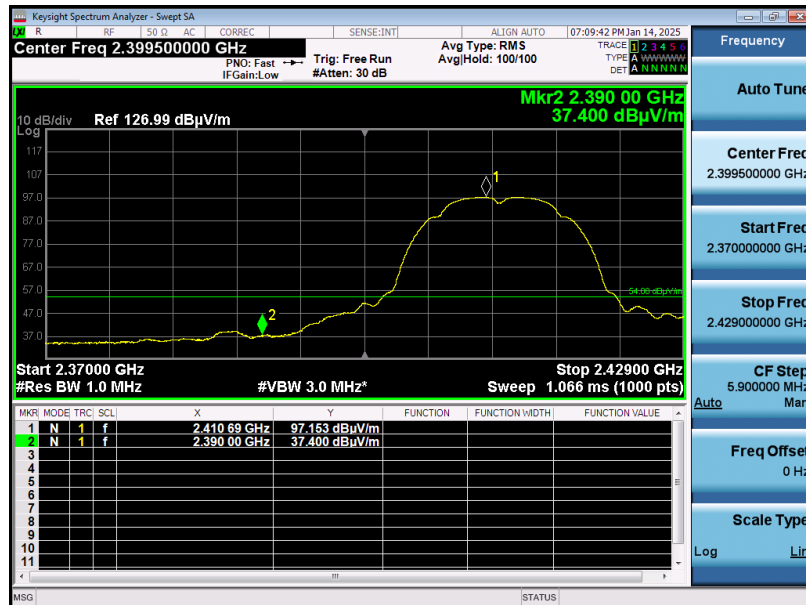 Keysight Spectrum Analyzer - Swept SA
LXI R RF 50 Ω AC CORREC SENSE:INT ALIGN AUTO 07:09:42 PM Jan 14, 2025
Center Freq 2.399500000 GHz
PNO: Fast
IFGain:Low
Trig: Free Run
#Atten: 30 dB
Avg Type: RMS
Avg|Hold: 100/100
TRACE 1 2 3 4 5 6
TYPE A WWWWW
DET A N N N N N
Mkr2 2.390 00 GHz
37.400 dBµV/m
10 dB/div
Log
Ref 126.99 dBµV/m
117
107
97.0
87.0
77.0
67.0
57.0
47.0
37.0
1
2
54.00 dBµV/m
Start 2.37000 GHz
Stop 2.42900 GHz
#Res BW 1.0 MHz
#VBW 3.0 MHz*
Sweep 1.066 ms (1000 pts)
MKR MODE TRC SCL X Y FUNCTION FUNCTION WIDTH FUNCTION VALUE
1 N 1 f 2.410 69 GHz 97.153 dBµV/m
2 N 1 f 2.390 00 GHz 37.400 dBµV/m
3
4
5
6
7
8
9
10
11
MSG
STATUS
Frequency
Auto Tune
Center Freq
2.399500000 GHz
Start Freq
2.370000000 GHz
Stop Freq
2.429000000 GHz
CF Step
5.900000 MHz
Auto Man
Freq Offset
0 Hz
Scale Type
Log Lin